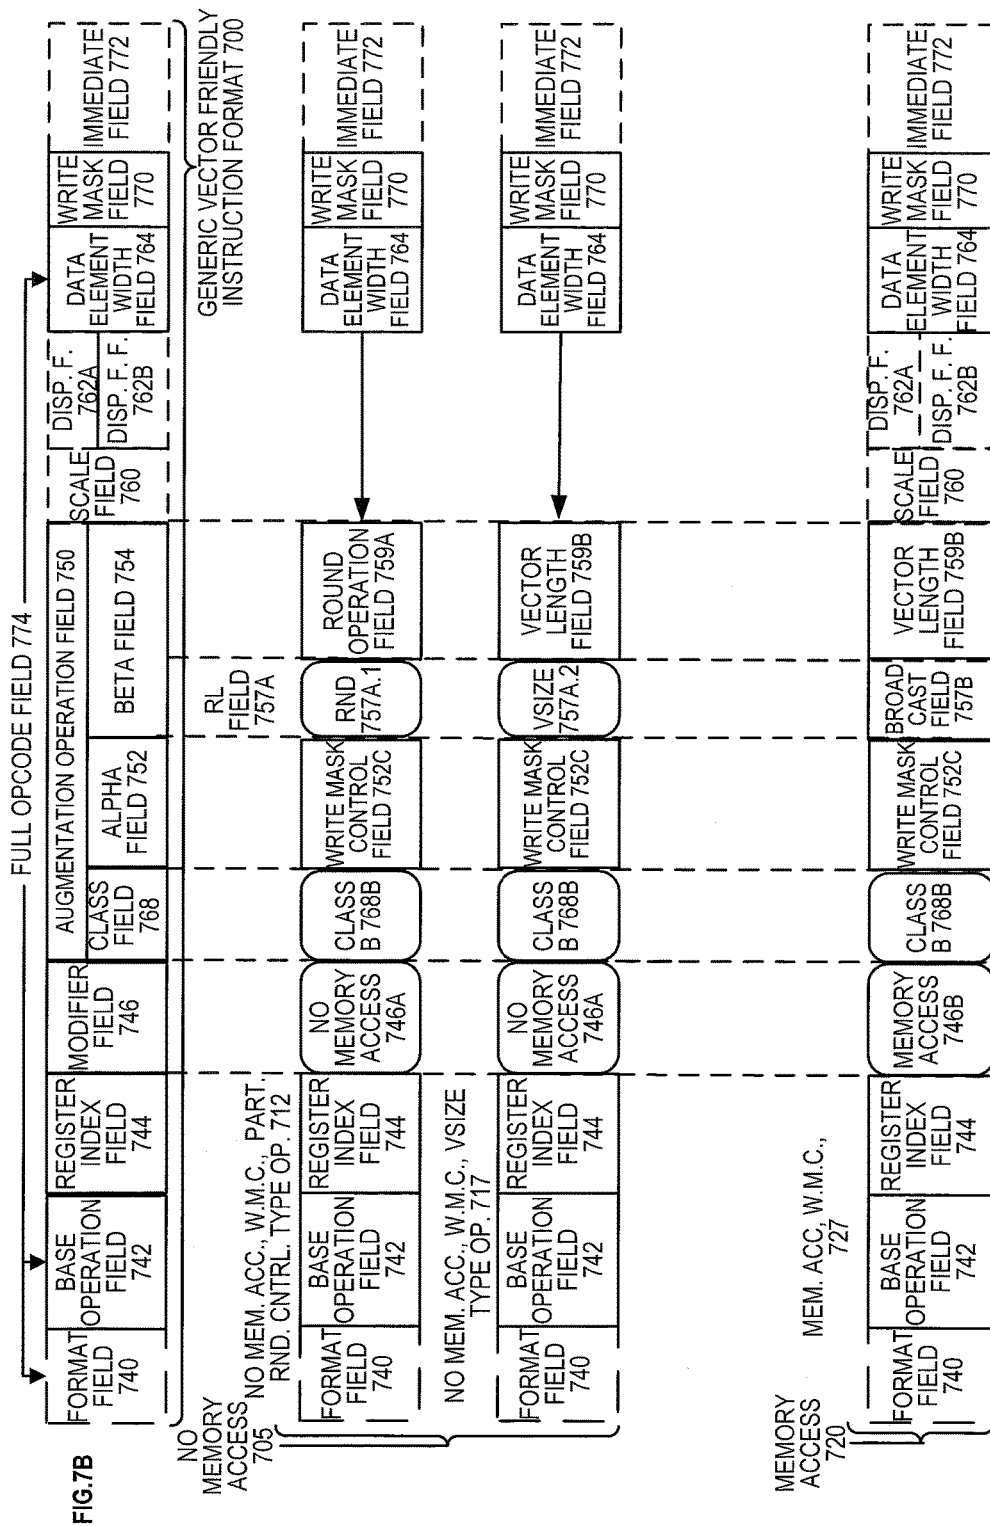 FIG.7B
FULL OPCODE FIELD 774
FORMAT
FIELD
740
BASE
OPERATION
FIELD
742
REGISTER
INDEX
FIELD
744
MODIFIER
FIELD
746
AUGMENTATION OPERATION FIELD 750
CLASS
FIELD
768
ALPHA
FIELD 752
BETA FIELD 754
SCALE
FIELD
760
DISP. F.
762A
DISP. F. F.
762B
DATA
ELEMENT
WIDTH
FIELD 764
WRITE
MASK
FIELD
770
IMMEDIATE
FIELD 772
GENERIC VECTOR FRIENDLY
INSTRUCTION FORMAT 700
NO
MEMORY
ACCESS
705
NO MEM. ACC., W.M.C., PART.
RND. CNTRL. TYPE OP. 712
RL
FIELD
757A
FORMAT
FIELD
740
BASE
OPERATION
FIELD
742
REGISTER
INDEX
FIELD
744
NO
MEMORY
ACCESS
746A
CLASS
B 768B
WRITE MASK
CONTROL
FIELD 752C
RND
757A.1
ROUND
OPERATION
FIELD 759A
DATA
ELEMENT
WIDTH
FIELD 764
WRITE
MASK
FIELD
770
IMMEDIATE
FIELD 772
NO MEM. ACC., W.M.C., VSIZE
TYPE OP. 717
FORMAT
FIELD
740
BASE
OPERATION
FIELD
742
REGISTER
INDEX
FIELD
744
NO
MEMORY
ACCESS
746A
CLASS
B 768B
WRITE MASK
CONTROL
FIELD 752C
VSIZE
757A.2
VECTOR
LENGTH
FIELD 759B
DATA
ELEMENT
WIDTH
FIELD 764
WRITE
MASK
FIELD
770
IMMEDIATE
FIELD 772
MEMORY
ACCESS
720
MEM. ACC, W.M.C.,
727
FORMAT
FIELD
740
BASE
OPERATION
FIELD
742
REGISTER
INDEX
FIELD
744
MEMORY
ACCESS
746B
CLASS
B 768B
WRITE MASK
CONTROL
FIELD 752C
BROAD
CAST
FIELD
757B
VECTOR
LENGTH
FIELD 759B
SCALE
FIELD
760
DISP. F.
762A
DISP. F. F.
762B
DATA
ELEMENT
WIDTH
FIELD 764
WRITE
MASK
FIELD
770
IMMEDIATE
FIELD 772